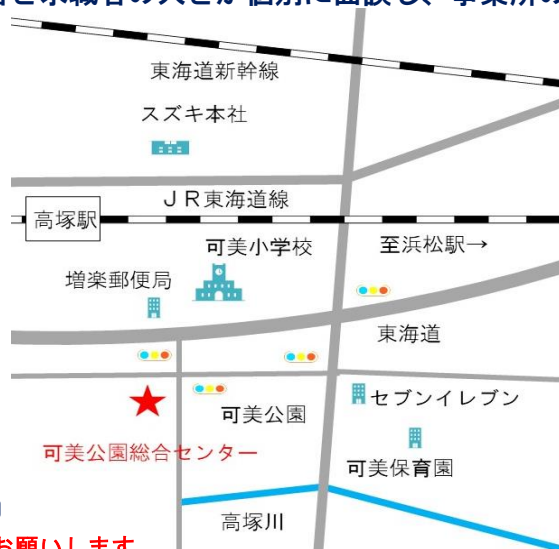 と求職者の人とが個別に面談し、事業所の
東海道新幹線
スズキ本社
ＪＲ東海道線
高塚駅
可美小学校
至浜松駅→
増楽郵便局
東海道
セブンイレブン
可美公園
可美公園総合センター
可美保育園
高塚川
お願いします